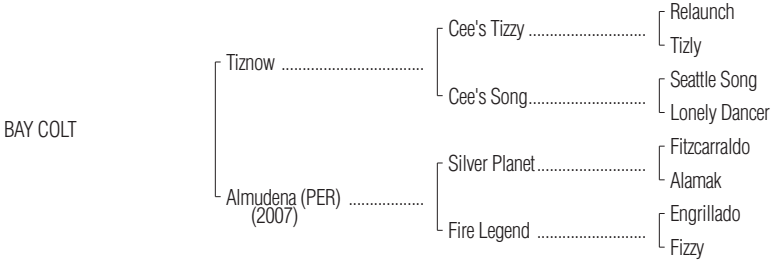 Relaunch
Cee's Tizzy ..............................
Tizly
Tiznow ....................................
Seattle Song
Cee's Song..............................
Lonely Dancer
BAY COLT
Fitzcarraldo
Silver Planet............................
Alamak
Almudena (PER) ...................
(2007)
Engrillado
Fire Legend ............................
Fizzy